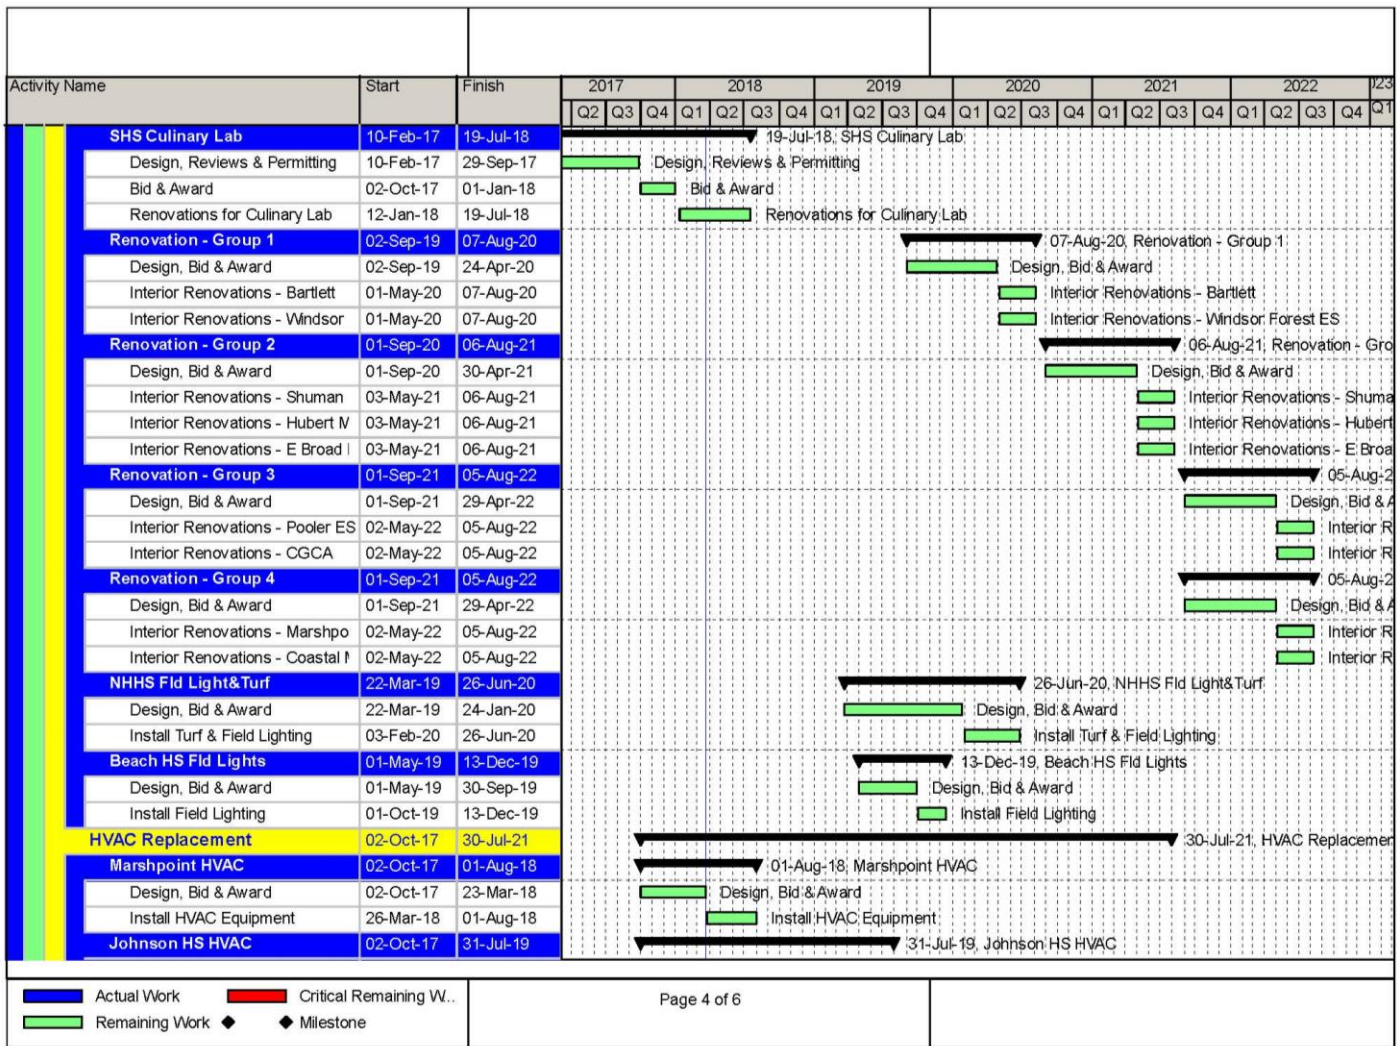 Activity Name Start Finish 2017 2018 2019 2020 2021 2022 023
Q2 Q3 Q4 Q1 Q2 Q3 Q4 Q1 Q2 Q3 Q4 Q1 Q2 Q3 Q4 Q1 Q2 Q3 Q4 Q1 Q2 Q3 Q4 Q1
SHS Culinary Lab 10-Feb-17 19-Jul-18 19-Jul-18, SHS Culinary Lab
Design, Reviews & Permitting 10-Feb-17 29-Sep-17 Design, Reviews & Permitting
Bid & Award 02-Oct-17 01-Jan-18 Bid & Award
Renovations for Culinary Lab 12-Jan-18 19-Jul-18 Renovations for Culinary Lab
Renovation - Group 1 02-Sep-19 07-Aug-20 07-Aug-20, Renovation - Group 1
Design, Bid & Award 02-Sep-19 24-Apr-20 Design, Bid & Award
Interior Renovations - Bartlett 01-May-20 07-Aug-20 Interior Renovations - Bartlett
Interior Renovations - Windsor 01-May-20 07-Aug-20 Interior Renovations - Windsor Forest ES
Renovation - Group 2 01-Sep-20 06-Aug-21 06-Aug-21, Renovation - Gro
Design, Bid & Award 01-Sep-20 30-Apr-21 Design, Bid & Award
Interior Renovations - Shuman 03-May-21 06-Aug-21 Interior Renovations - Shuma
Interior Renovations - Hubert M 03-May-21 06-Aug-21 Interior Renovations - Hubert
Interior Renovations - E Broad 03-May-21 06-Aug-21 Interior Renovations - E Broa
Renovation - Group 3 01-Sep-21 05-Aug-22 05-Aug-2
Design, Bid & Award 01-Sep-21 29-Apr-22 Design, Bid & A
Interior Renovations - Pooler ES 02-May-22 05-Aug-22 Interior R
Interior Renovations - CGCA 02-May-22 05-Aug-22 Interior R
Renovation - Group 4 01-Sep-21 05-Aug-22 05-Aug-2
Design, Bid & Award 01-Sep-21 29-Apr-22 Design, Bid & A
Interior Renovations - Marshpo 02-May-22 05-Aug-22 Interior R
Interior Renovations - Coastal M 02-May-22 05-Aug-22 Interior R
NHHS Fld Light&Turf 22-Mar-19 26-Jun-20 26-Jun-20, NHHS Fld Light&Turf
Design, Bid & Award 22-Mar-19 24-Jan-20 Design, Bid & Award
Install Turf & Field Lighting 03-Feb-20 26-Jun-20 Install Turf & Field Lighting
Beach HS Fld Lights 01-May-19 13-Dec-19 13-Dec-19, Beach HS Fld Lights
Design, Bid & Award 01-May-19 30-Sep-19 Design, Bid & Award
Install Field Lighting 01-Oct-19 13-Dec-19 Install Field Lighting
HVAC Replacement 02-Oct-17 30-Jul-21 30-Jul-21, HVAC Replacemen
Marshpoint HVAC 02-Oct-17 01-Aug-18 01-Aug-18, Marshpoint HVAC
Design, Bid & Award 02-Oct-17 23-Mar-18 Design, Bid & Award
Install HVAC Equipment 26-Mar-18 01-Aug-18 Install HVAC Equipment
Johnson HS HVAC 02-Oct-17 31-Jul-19 31-Jul-19, Johnson HS HVAC
Actual Work Critical Remaining W... Page 4 of 6
Remaining Work Milestone